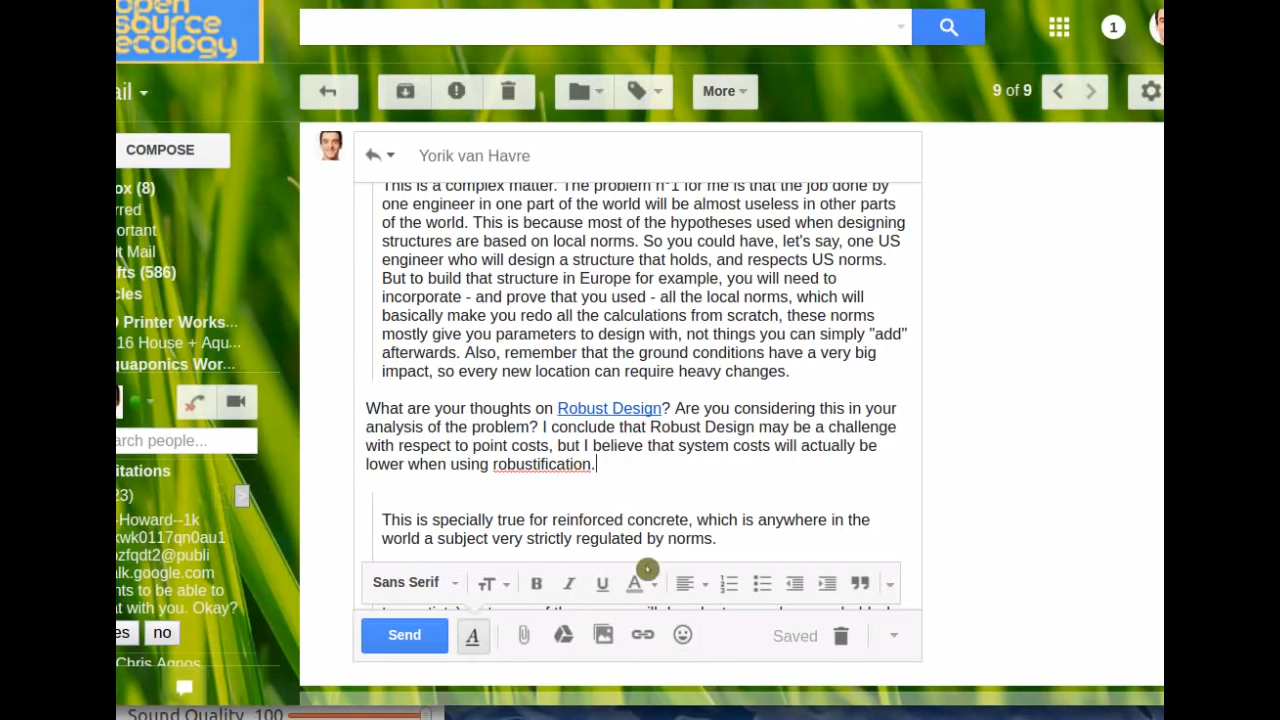 open
source
ecology
1
ail
More
9 of 9
COMPOSE
Yorik van Havre
This is a complex matter. The problem n°1 for me is that the job done by
one engineer in one part of the world will be almost useless in other parts
of the world. This is because most of the hypotheses used when designing
structures are based on local norms. So you could have, let's say, one US
engineer who will design a structure that holds, and respects US norms.
But to build that structure in Europe for example, you will need to
incorporate - and prove that you used - all the local norms, which will
basically make you redo all the calculations from scratch, these norms
mostly give you parameters to design with, not things you can simply "add"
afterwards. Also, remember that the ground conditions have a very big
impact, so every new location can require heavy changes.
What are your thoughts on Robust Design? Are you considering this in your
analysis of the problem? I conclude that Robust Design may be a challenge
with respect to point costs, but I believe that system costs will actually be
lower when using robustification.
This is specially true for reinforced concrete, which is anywhere in the
world a subject very strictly regulated by norms.
Sans Serif
Send
Saved
ox (8)
rred
ortant
t Mail
fts (586)
cles
D Printer Works...
16 House + Aqu...
quaponics Wor...
arch people...
itations
23)
-Howard--1k
kwk0117qn0au1
ozfqdt2@publi
alk.google.com
nts to be able to
at with you. Okay?
es
no
Chris Agnos
Sound Quality 100